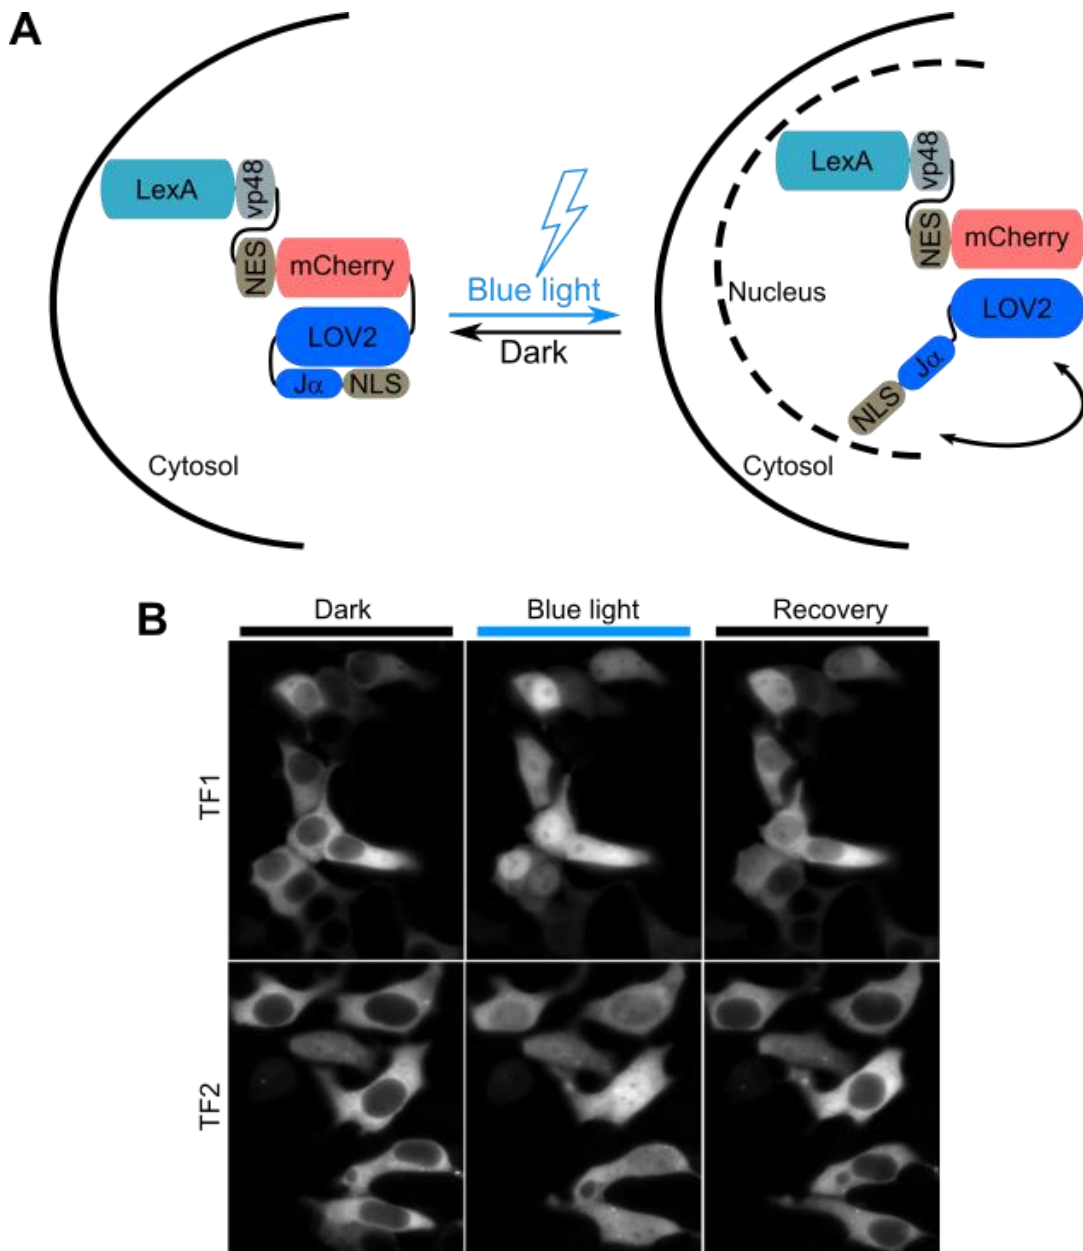 A
LexA
vp48
NES
mCherry
LOV2
Jα
NLS
Cytosol
Blue light
Dark
LexA
vp48
NES
mCherry
Nucleus
LOV2
Jα
NLS
Cytosol
B
Dark
Blue light
Recovery
TF1
TF2